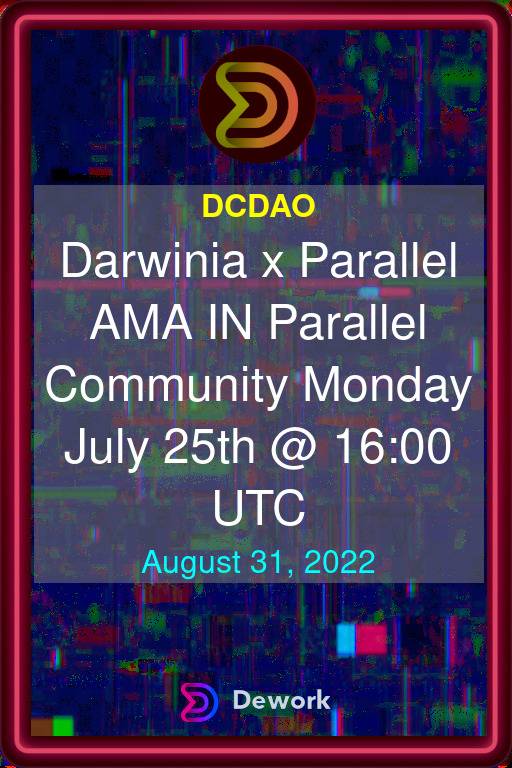 DCDAO
Darwinia x Parallel
AMA IN Parallel
Community Monday
July 25th @ 16:00
UTC
August 31, 2022
Dework